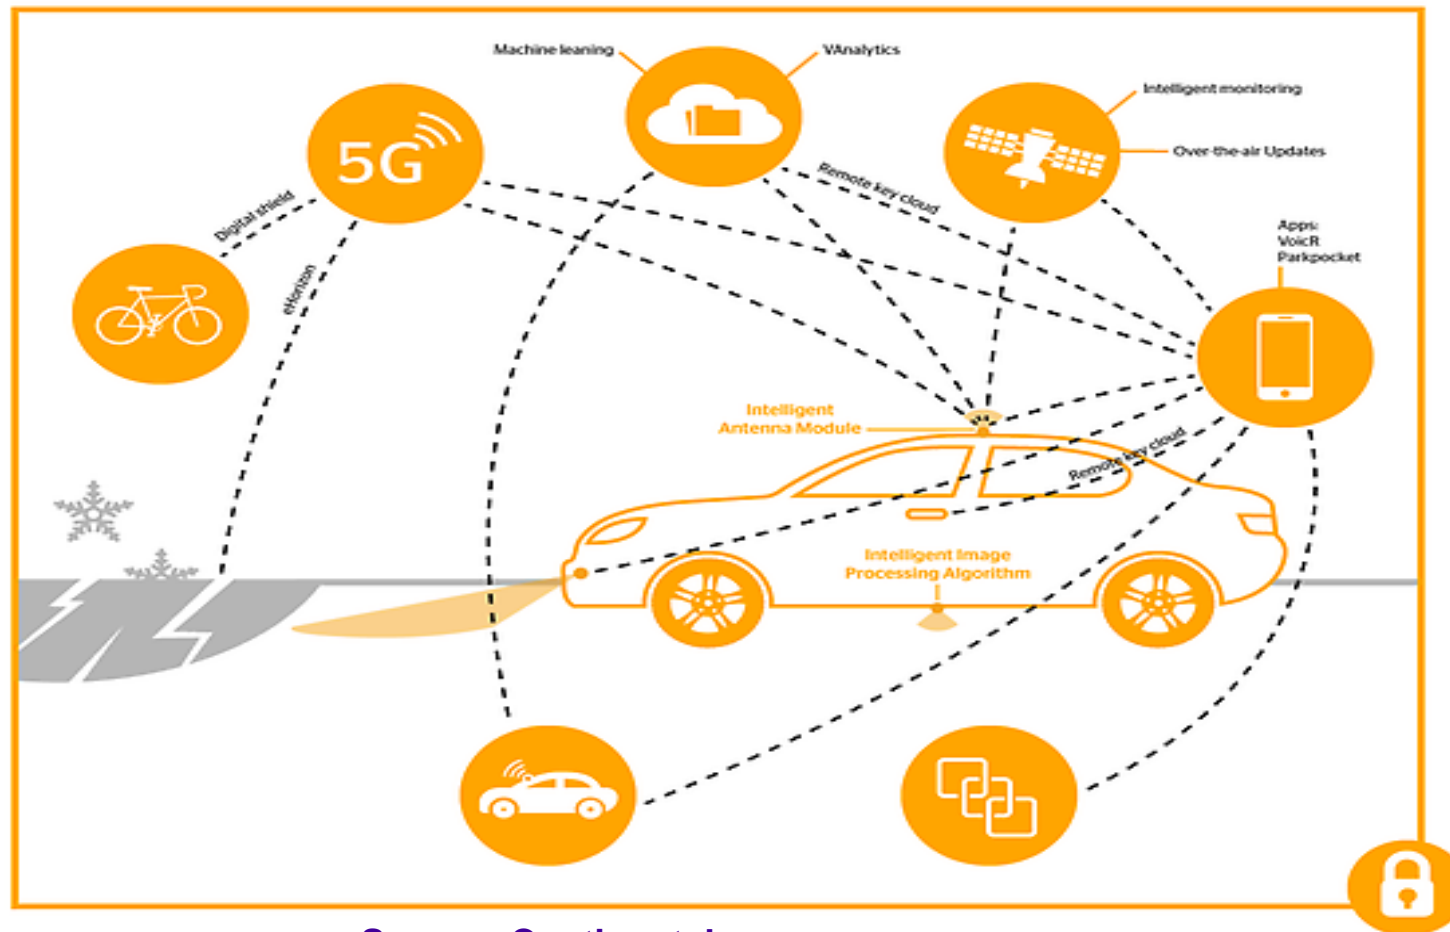 Machine leaning
VAnalytics
Intelligent monitoring
Over-the-air Updates
5G
Digital shield
eHorizon
Remote key cloud
Apps:
VoicR
Parkpocket
Intelligent
Antenna Module
Remote key cloud
Intelligent Image
Processing Algorithm